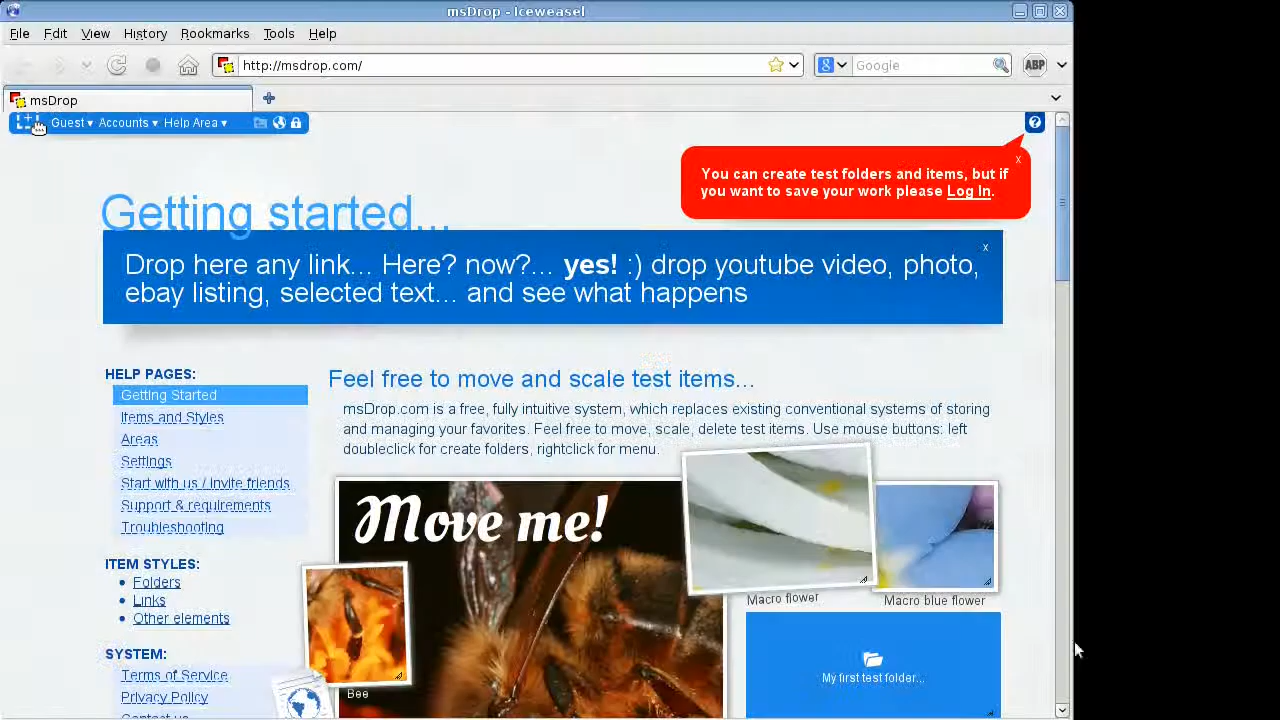 msDrop - Iceweasel
File Edit View History Bookmarks Tools Help
http://msdrop.com/
Google
ABP
msDrop
Guest ▾ Accounts ▾ Help Area ▾
?
x
You can create test folders and items, but if
you want to save your work please Log In.
Getting started...
x
Drop here any link... Here? now?... yes! :) drop youtube video, photo,
ebay listing, selected text... and see what happens
HELP PAGES:
Getting Started
Items and Styles
Areas
Settings
Start with us / invite friends
Support & requirements
Troubleshooting
ITEM STYLES:
Folders
Links
Other elements
SYSTEM:
Terms of Service
Privacy Policy
Contact us
Feel free to move and scale test items...
msDrop.com is a free, fully intuitive system, which replaces existing conventional systems of storing
and managing your favorites. Feel free to move, scale, delete test items. Use mouse buttons: left
doubleclick for create folders, rightclick for menu.
Move me!
Bee
Macro flower
Macro blue flower
My first test folder...